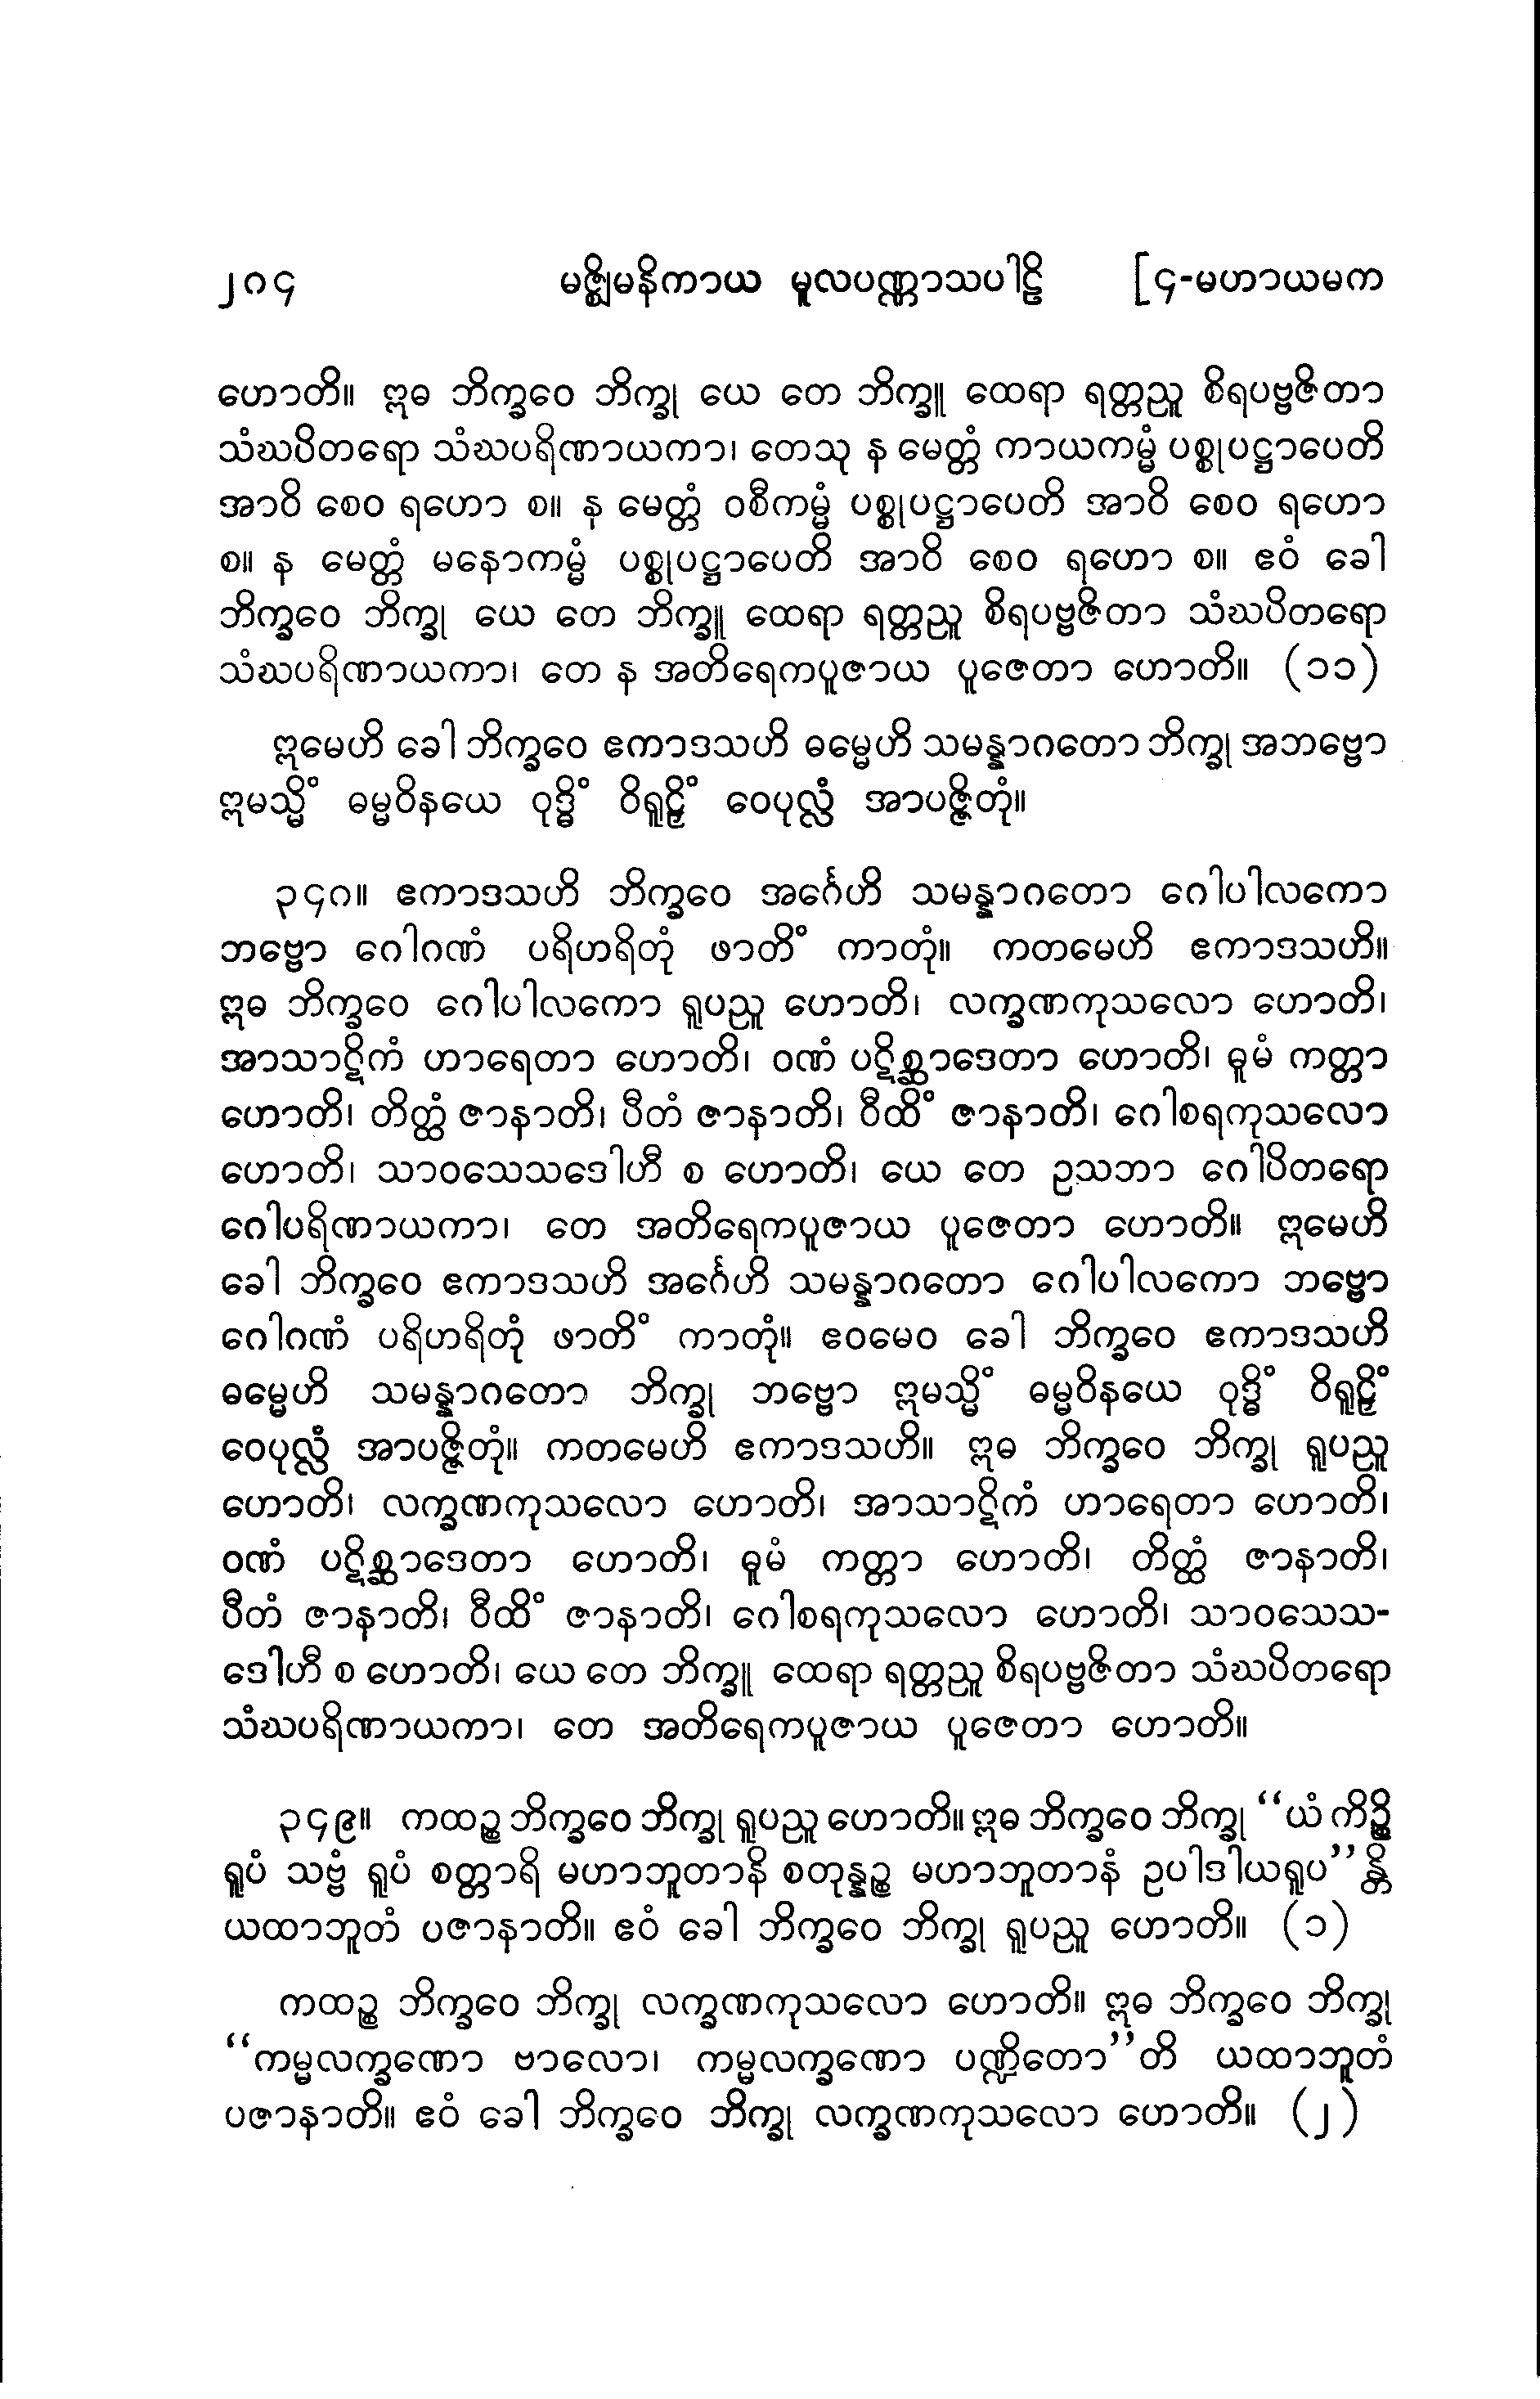 ၂၈၄ မဇ္ဈိမနိကာယ မူလပဏ္ဏာသပါဠိ [၄-မဟာယမက
ဟောတိ။ ဣဓ ဘိက္ခဝေ ဘိက္ခု ယေ တေ ဘိက္ခူ ထေရာ ရတ္တညူ စိရပဗ္ဗဇိတာ
သံဃပိတရော သံဃပရိဏာယကာ၊ တေသု န မေတ္တံ ကာယကမ္မံ ပစ္စုပဋ္ဌာပေတိ
အာဝိ စေဝ ရဟော စ။ န မေတ္တံ ဝစီကမ္မံ ပစ္စုပဋ္ဌာပေတိ အာဝိ စေဝ ရဟော
စ။ န မေတ္တံ မနောကမ္မံ ပစ္စုပဋ္ဌာပေတိ အာဝိ စေဝ ရဟော စ။ ဧဝံ ခေါ
ဘိက္ခဝေ ဘိက္ခု ယေ တေ ဘိက္ခူ ထေရာ ရတ္တညူ စိရပဗ္ဗဇိတာ သံဃပိတရော
သံဃပရိဏာယကာ၊ တေ န အတိရေကပူဇာယ ပူဇေတာ ဟောတိ။ (၁၁)
ဣမေဟိ ခေါ ဘိက္ခဝေ ဧကာဒသဟိ ဓမ္မေဟိ သမန္နာဂတော ဘိက္ခု အဘဗ္ဗော
ဣမသ္မိံ ဓမ္မဝိနယေ ဝုဒ္ဓိံ ဝိရူဠှိံ ဝေပုလ္လံ အာပဇ္ဇိတုံ။
၃၄၈။ ဧကာဒသဟိ ဘိက္ခဝေ အင်္ဂေဟိ သမန္နာဂတော ဂေါပါလကော
ဘဗ္ဗော ဂေါဂဏံ ပရိဟရိတုံ ဖာတိံ ကာတုံ။ ကတမေဟိ ဧကာဒသဟိ။
ဣဓ ဘိက္ခဝေ ဂေါပါလကော ရူပညူ ဟောတိ၊ လက္ခဏကုသလော ဟောတိ၊
အာသာဋိကံ ဟာရေတာ ဟောတိ၊ ဝဏံ ပဋိစ္ဆာဒေတာ ဟောတိ၊ ဓူမံ ကတ္တာ
ဟောတိ၊ တိတ္ထံ ဇာနာတိ၊ ပီတံ ဇာနာတိ၊ ဝီထိံ ဇာနာတိ၊ ဂေါစရကုသလော
ဟောတိ၊ သာဝသေသဒေါဟီ စ ဟောတိ၊ ယေ တေ ဥသဘာ ဂေါပိတရော
ဂေါပရိဏာယကာ၊ တေ အတိရေကပူဇာယ ပူဇေတာ ဟောတိ။ ဣမေဟိ
ခေါ ဘိက္ခဝေ ဧကာဒသဟိ အင်္ဂေဟိ သမန္နာဂတော ဂေါပါလကော ဘဗ္ဗော
ဂေါဂဏံ ပရိဟရိတုံ ဖာတိံ ကာတုံ။ ဧဝမေဝ ခေါ ဘိက္ခဝေ ဧကာဒသဟိ
ဓမ္မေဟိ သမန္နာဂတော ဘိက္ခု ဘဗ္ဗော ဣမသ္မိံ ဓမ္မဝိနယေ ဝုဒ္ဓိံ ဝိရူဠှိံ
ဝေပုလ္လံ အာပဇ္ဇိတုံ။ ကတမေဟိ ဧကာဒသဟိ။ ဣဓ ဘိက္ခဝေ ဘိက္ခု ရူပညူ
ဟောတိ၊ လက္ခဏကုသလော ဟောတိ၊ အာသာဋိကံ ဟာရေတာ ဟောတိ၊
ဝဏံ ပဋိစ္ဆာဒေတာ ဟောတိ၊ ဓူမံ ကတ္တာ ဟောတိ၊ တိတ္ထံ ဇာနာတိ၊
ပီတံ ဇာနာတိ၊ ဝီထိံ ဇာနာတိ၊ ဂေါစရကုသလော ဟောတိ၊ သာဝသေသ-
ဒေါဟီ စ ဟောတိ၊ ယေ တေ ဘိက္ခူ ထေရာ ရတ္တညူ စိရပဗ္ဗဇိတာ သံဃပိတရော
သံဃပရိဏာယကာ၊ တေ အတိရေကပူဇာယ ပူဇေတာ ဟောတိ။
၃၄၉။ ကထဉ္စ ဘိက္ခဝေ ဘိက္ခု ရူပညူ ဟောတိ။ ဣဓ ဘိက္ခဝေ ဘိက္ခု “ယံ ကိဉ္စိ
ရူပံ သဗ္ဗံ ရူပံ စတ္တာရိ မဟာဘူတာနိ စတုန္နဉ္စ မဟာဘူတာနံ ဥပါဒါယရူပ”န္တိ
ယထာဘူတံ ပဇာနာတိ။ ဧဝံ ခေါ ဘိက္ခဝေ ဘိက္ခု ရူပညူ ဟောတိ။ (၁)
ကထဉ္စ ဘိက္ခဝေ ဘိက္ခု လက္ခဏကုသလော ဟောတိ။ ဣဓ ဘိက္ခဝေ ဘိက္ခု
“ကမ္မလက္ခဏော ဗာလော၊ ကမ္မလက္ခဏော ပဏ္ဍိတော”တိ ယထာဘူတံ
ပဇာနာတိ။ ဧဝံ ခေါ ဘိက္ခဝေ ဘိက္ခု လက္ခဏကုသလော ဟောတိ။ (၂)